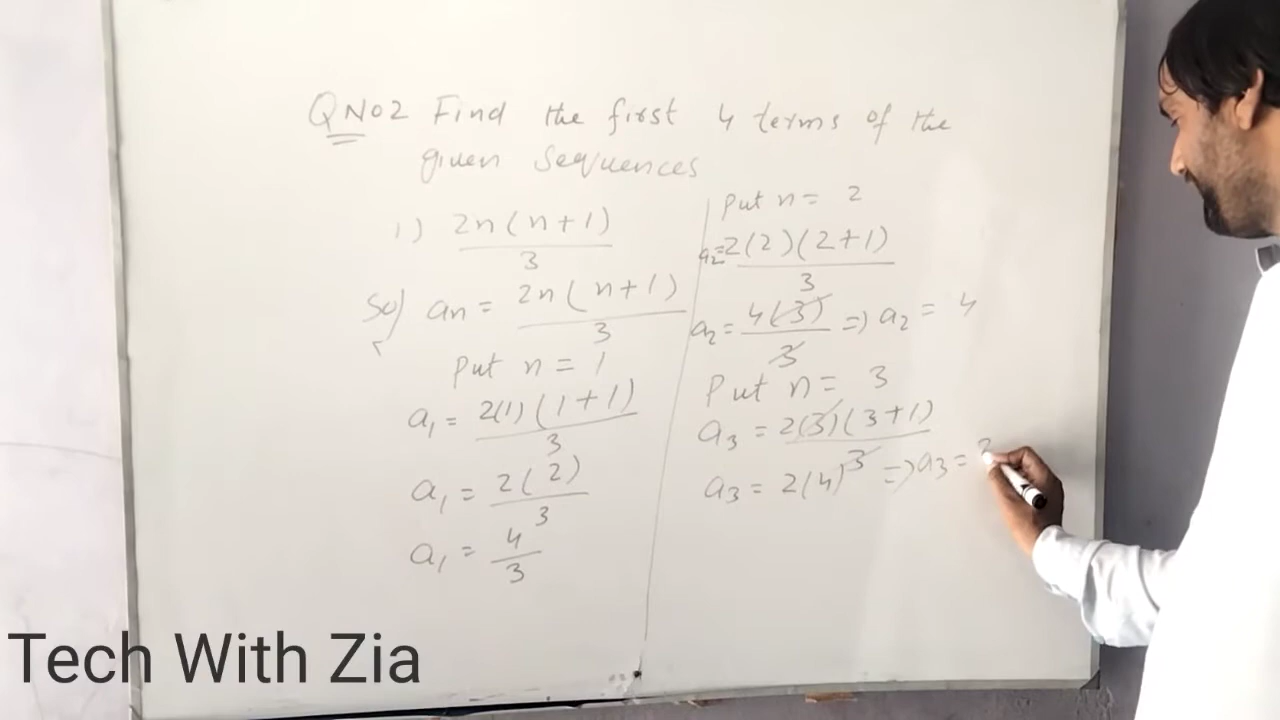 QNo2 Find the first 4 terms of the
given Sequences
i) 2n(n+1)
3
Sol an = 2n(n+1)
3
Put n = 1
a1 = 2(1)(1+1)
3
a1 = 2(2)
3
a1 = 4
3
Put n = 2
a2= 2(2)(2+1)
3
a2 = 4(3) => a2 = 4
3
Put n = 3
a3 = 2(3)(3+1)
3
a3 = 2(4) => a3 =
Tech With Zia